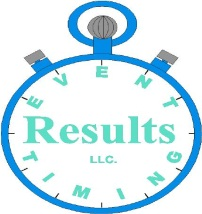 EVENT
Results
LLC.
TIMING